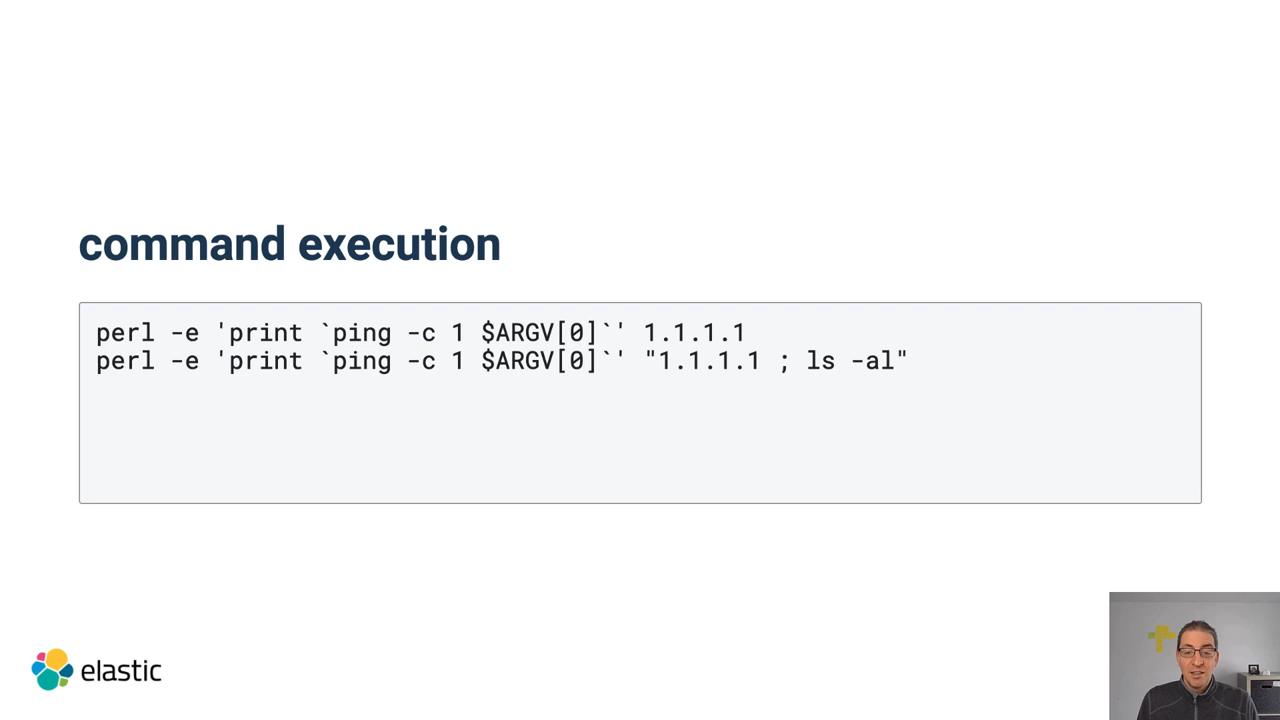 command execution
perl -e 'print `ping -c 1 $ARGV[0]`' 1.1.1.1
perl -e 'print `ping -c 1 $ARGV[0]`' "1.1.1.1 ; ls -al"
elastic